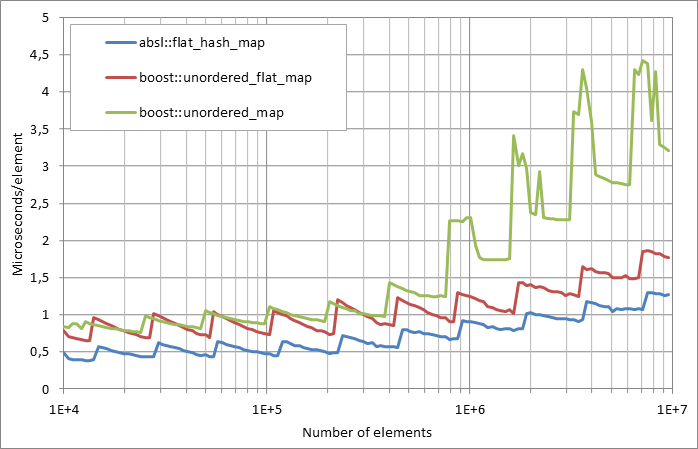 5
4,5
4
3,5
3
2,5
2
1,5
1
0,5
0
Microseconds/element
absl::flat_hash_map
boost::unordered_flat_map
boost::unordered_map
1E+4
1E+5
1E+6
1E+7
Number of elements